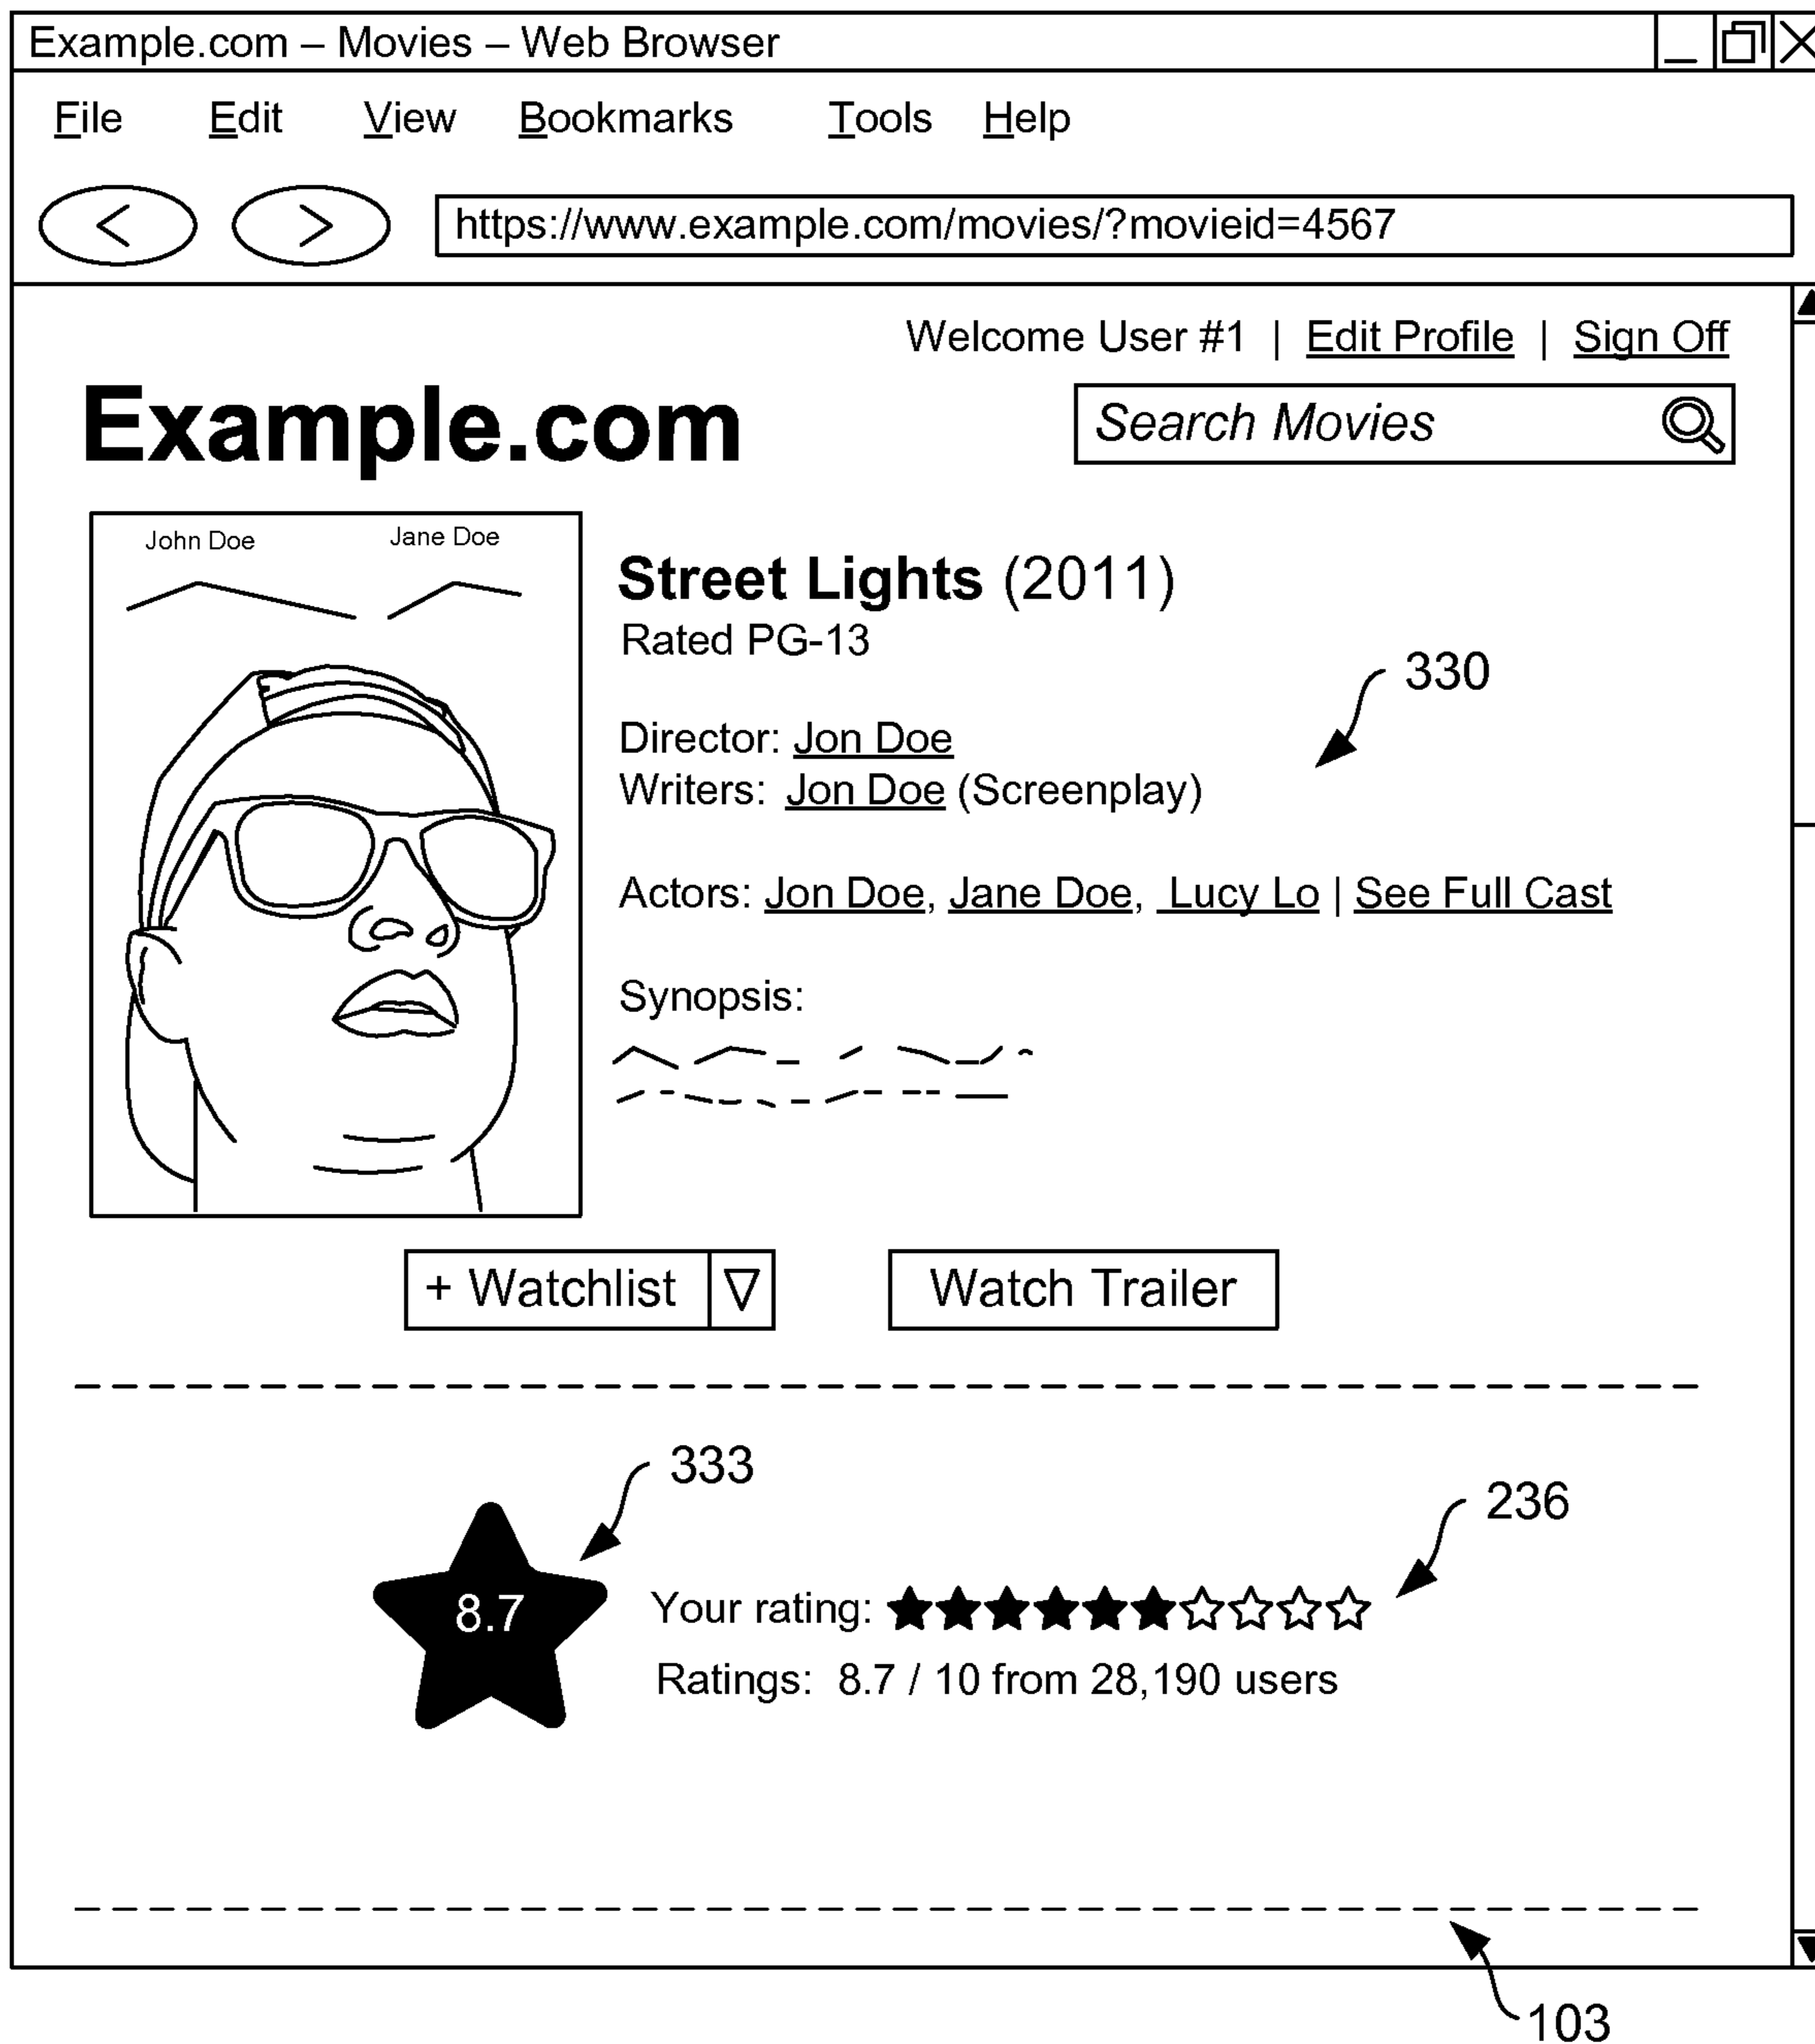 Example.com – Movies – Web Browser
File Edit View Bookmarks Tools Help
https://www.example.com/movies/?movieid=4567
Welcome User #1 | Edit Profile | Sign Off
Example.com
Search Movies
John Doe Jane Doe
Street Lights (2011)
Rated PG-13
330
Director: Jon Doe
Writers: Jon Doe (Screenplay)
Actors: Jon Doe, Jane Doe, Lucy Lo | See Full Cast
Synopsis:
+ Watchlist
Watch Trailer
333
236
8.7
Your rating:
Ratings: 8.7 / 10 from 28,190 users
103